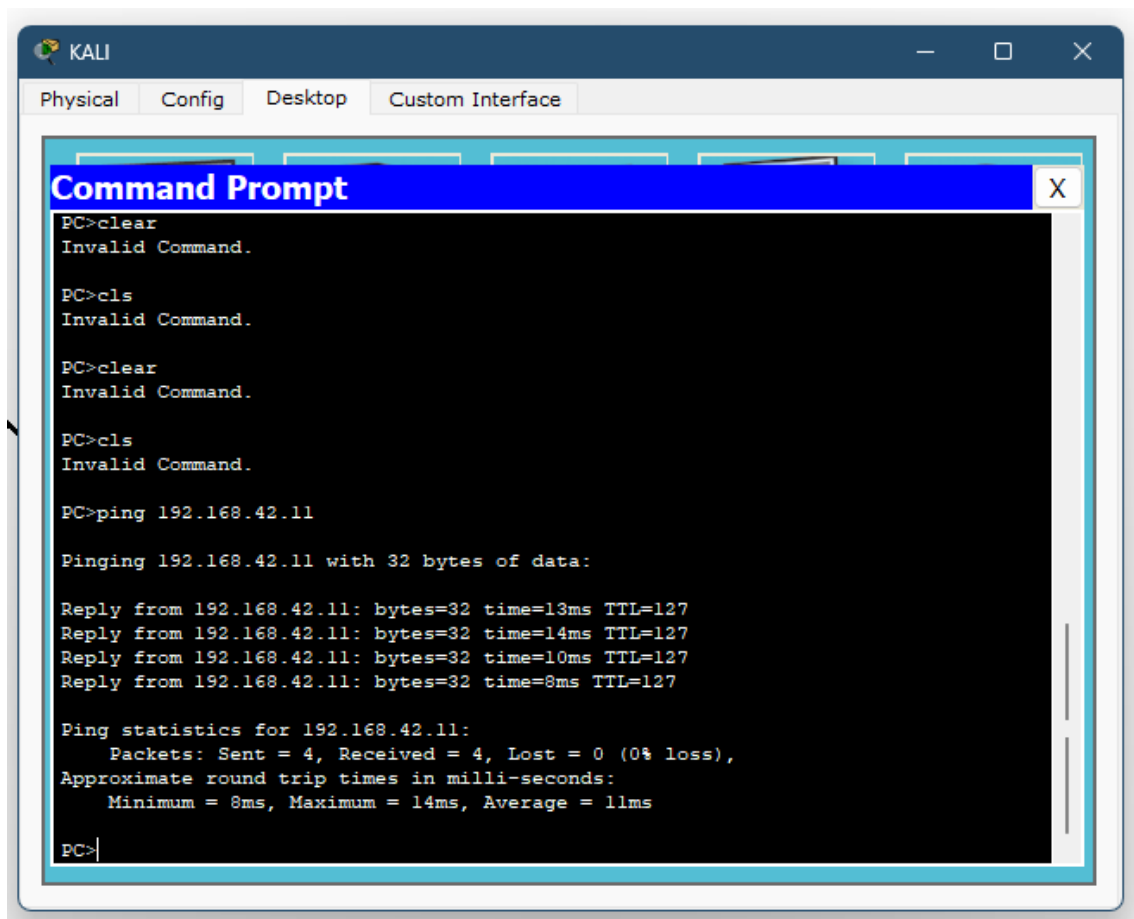 KALI
Physical Config Desktop Custom Interface
Command Prompt X
PC>clear
Invalid Command.
PC>cls
Invalid Command.
PC>clear
Invalid Command.
PC>cls
Invalid Command.
PC>ping 192.168.42.11
Pinging 192.168.42.11 with 32 bytes of data:
Reply from 192.168.42.11: bytes=32 time=13ms TTL=127
Reply from 192.168.42.11: bytes=32 time=14ms TTL=127
Reply from 192.168.42.11: bytes=32 time=10ms TTL=127
Reply from 192.168.42.11: bytes=32 time=8ms TTL=127
Ping statistics for 192.168.42.11:
Packets: Sent = 4, Received = 4, Lost = 0 (0% loss),
Approximate round trip times in milli-seconds:
Minimum = 8ms, Maximum = 14ms, Average = 11ms
PC>